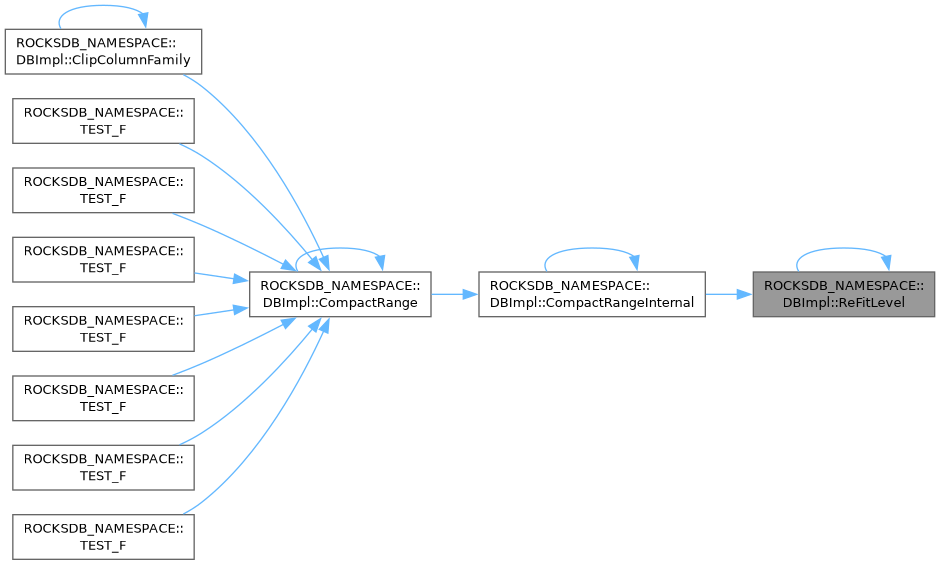 ROCKSDB_NAMESPACE::
DBImpl::ClipColumnFamily
ROCKSDB_NAMESPACE::
TEST_F
ROCKSDB_NAMESPACE::
TEST_F
ROCKSDB_NAMESPACE::
TEST_F
ROCKSDB_NAMESPACE::
TEST_F
ROCKSDB_NAMESPACE::
TEST_F
ROCKSDB_NAMESPACE::
TEST_F
ROCKSDB_NAMESPACE::
TEST_F
ROCKSDB_NAMESPACE::
DBImpl::CompactRange
ROCKSDB_NAMESPACE::
DBImpl::CompactRangeInternal
ROCKSDB_NAMESPACE::
DBImpl::ReFitLevel